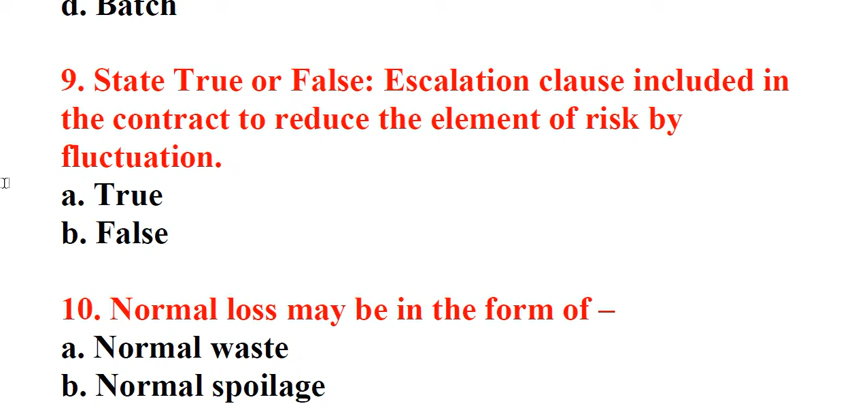 d. Batch
9. State True or False: Escalation clause included in
the contract to reduce the element of risk by
fluctuation.
a. True
b. False
10. Normal loss may be in the form of –
a. Normal waste
b. Normal spoilage